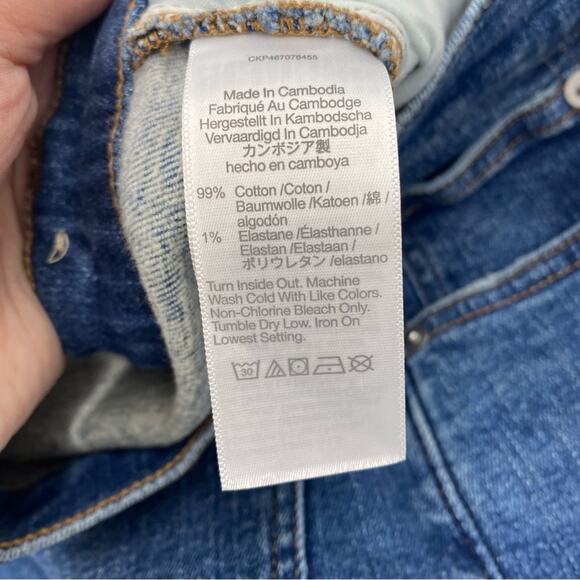 CKP467076455
Made In Cambodia
Fabriqué Au Cambodge
Hergestellt In Kambodscha
Vervaardigd In Cambodja
カンボジア製
hecho en camboya
99% Cotton /Coton /
Baumwolle /Katoen /綿 /
algodón
1% Elastane /Élasthanne /
Elastan /Elastaan /
ポリウレタン /elastano
Turn Inside Out. Machine
Wash Cold With Like Colors.
Non-Chlorine Bleach Only.
Tumble Dry Low. Iron On
Lowest Setting.
30